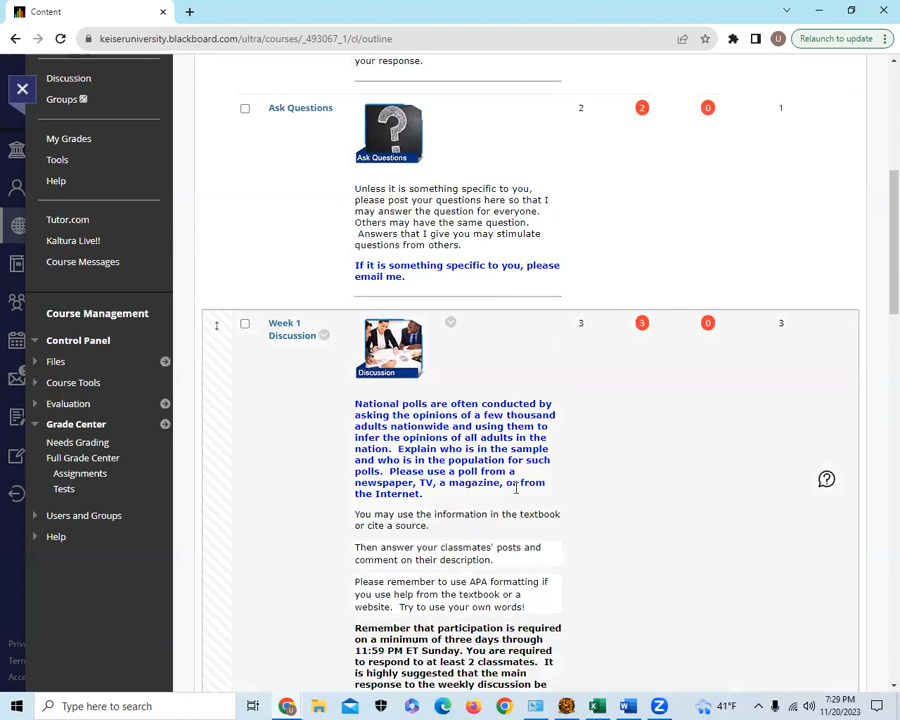 Content
keiseruniversity.blackboard.com/ultra/courses/_493067_1/cl/outline
U
Relaunch to update
Discussion
Groups
My Grades
Tools
Help
Tutor.com
Kaltura Live!!
Course Messages
Course Management
Control Panel
Files
Course Tools
Evaluation
Grade Center
Needs Grading
Full Grade Center
Assignments
Tests
Users and Groups
Help
your response.
Ask Questions
Ask Questions
2
2
0
1
Unless it is something specific to you,
please post your questions here so that I
may answer the question for everyone.
Others may have the same question.
Answers that I give you may stimulate
questions from others.
If it is something specific to you, please
email me.
Week 1
Discussion
Discussion
3
3
0
3
National polls are often conducted by
asking the opinions of a few thousand
adults nationwide and using them to
infer the opinions of all adults in the
nation. Explain who is in the sample
and who is in the population for such
polls. Please use a poll from a
newspaper, TV, a magazine, or from
the Internet.
You may use the information in the textbook
or cite a source.
Then answer your classmates' posts and
comment on their description.
Please remember to use APA formatting if
you use help from the textbook or a
website. Try to use your own words!
Remember that participation is required
on a minimum of three days through
11:59 PM ET Sunday. You are required
to respond to at least 2 classmates. It
is highly suggested that the main
response to the weekly discussion be
Type here to search
41°F
7:29 PM
11/20/2023